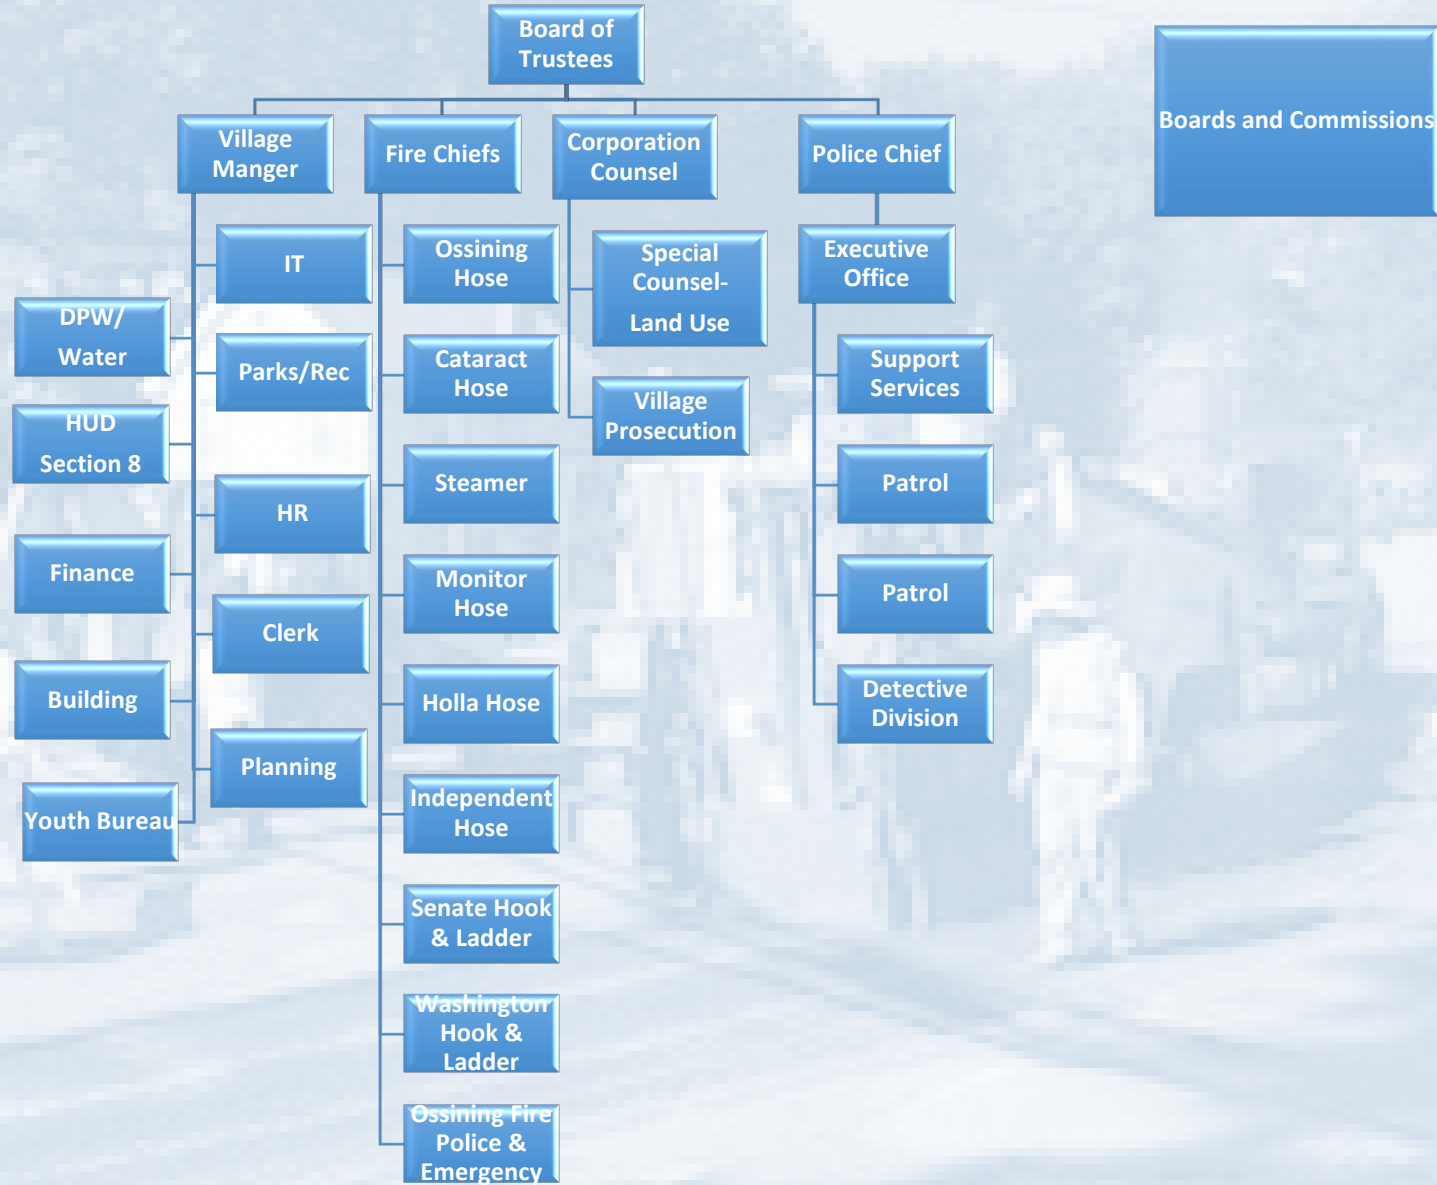 Board of
Trustees
Boards and Commissions
Village
Manger
Fire Chiefs
Corporation
Counsel
Police Chief
IT
DPW/
Water
Parks/Rec
HUD
Section 8
HR
Finance
Clerk
Building
Planning
Youth Bureau
Ossining
Hose
Cataract
Hose
Steamer
Monitor
Hose
Holla Hose
Independent
Hose
Senate Hook
& Ladder
Washington
Hook &
Ladder
Ossining Fire
Police &
Emergency
Special
Counsel-
Land Use
Village
Prosecution
Executive
Office
Support
Services
Patrol
Patrol
Detective
Division